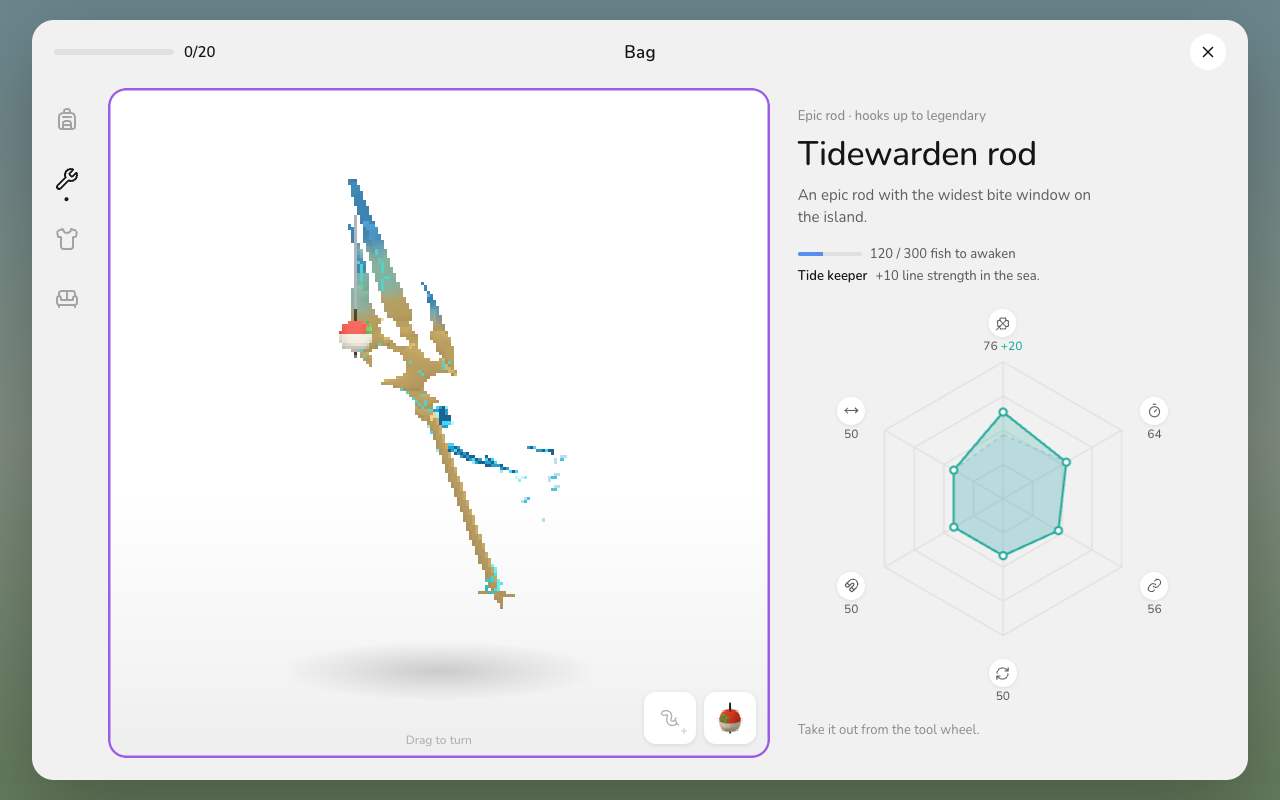 0/20
Bag
Epic rod · hooks up to legendary
Tidewarden rod
An epic rod with the widest bite window on
the island.
120 / 300 fish to awaken
Tide keeper +10 line strength in the sea.
76 +20
50
64
50
56
50
Take it out from the tool wheel.
Drag to turn